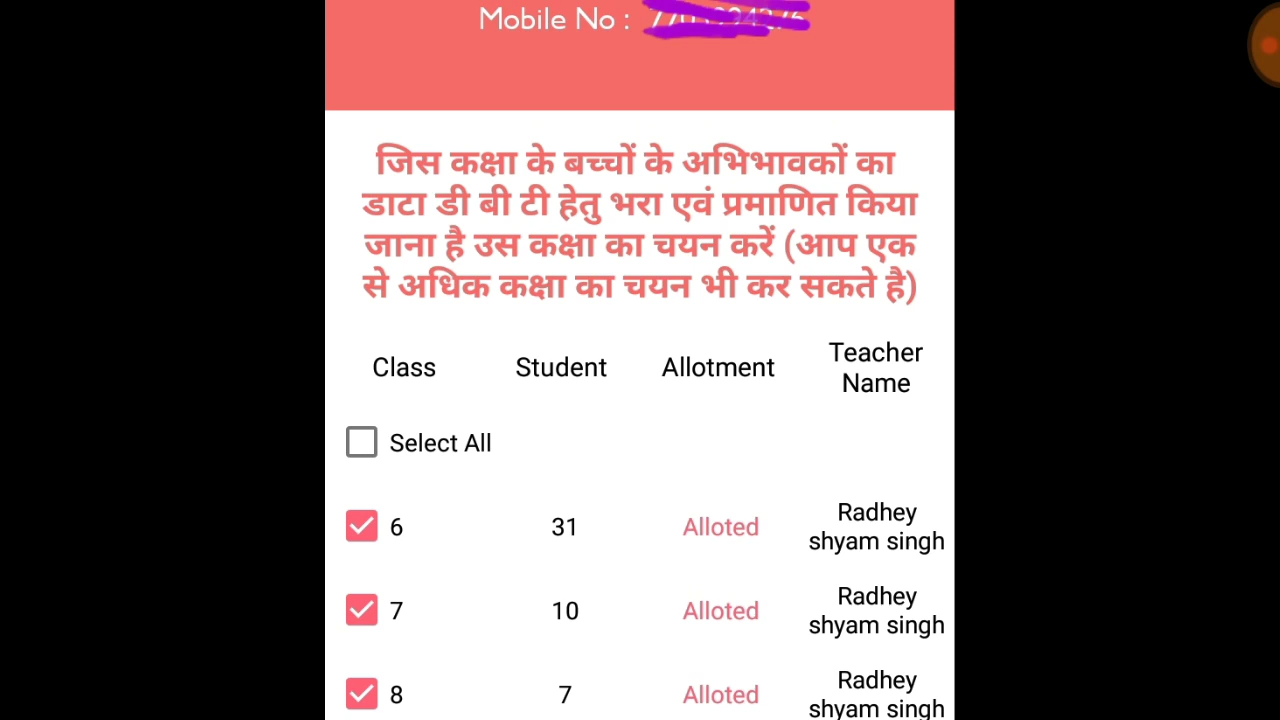 Mobile No :
जिस कक्षा के बच्चों के अभिभावकों का
डाटा डी बी टी हेतु भरा एवं प्रमाणित किया
जाना है उस कक्षा का चयन करें (आप एक
से अधिक कक्षा का चयन भी कर सकते है)
Class Student Allotment Teacher Name
Select All
6 31 Alloted Radhey shyam singh
7 10 Alloted Radhey shyam singh
8 7 Alloted Radhey shyam singh